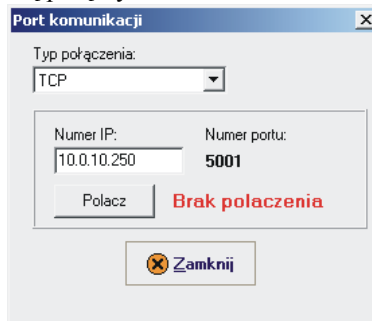 Port komunikacji
Typ połączenia:
TCP
Numer IP: Numer portu:
10.0.10.250 5001
Polacz Brak polaczenia
Zamknij